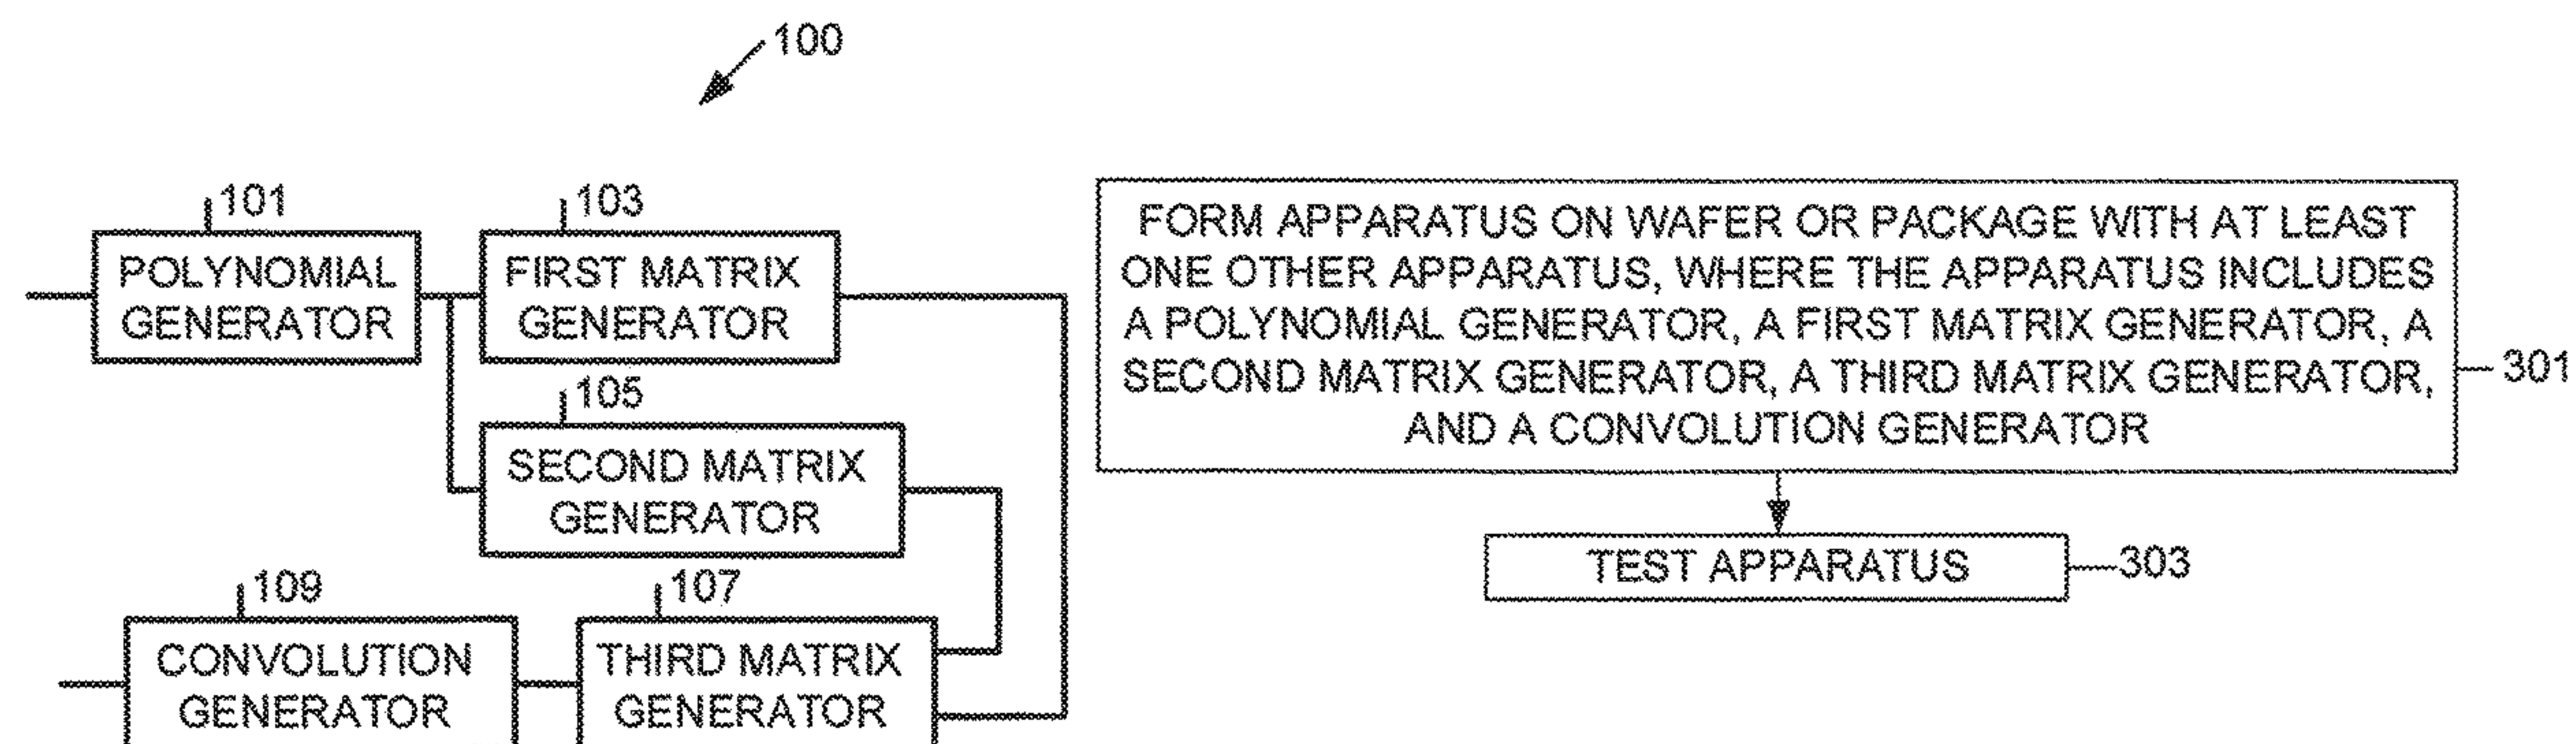 100
101
103
POLYNOMIAL
GENERATOR
FIRST MATRIX
GENERATOR
105
SECOND MATRIX
GENERATOR
109
107
CONVOLUTION
GENERATOR
THIRD MATRIX
GENERATOR
FORM APPARATUS ON WAFER OR PACKAGE WITH AT LEAST
ONE OTHER APPARATUS, WHERE THE APPARATUS INCLUDES
A POLYNOMIAL GENERATOR, A FIRST MATRIX GENERATOR, A
SECOND MATRIX GENERATOR, A THIRD MATRIX GENERATOR,
AND A CONVOLUTION GENERATOR
301
TEST APPARATUS
303